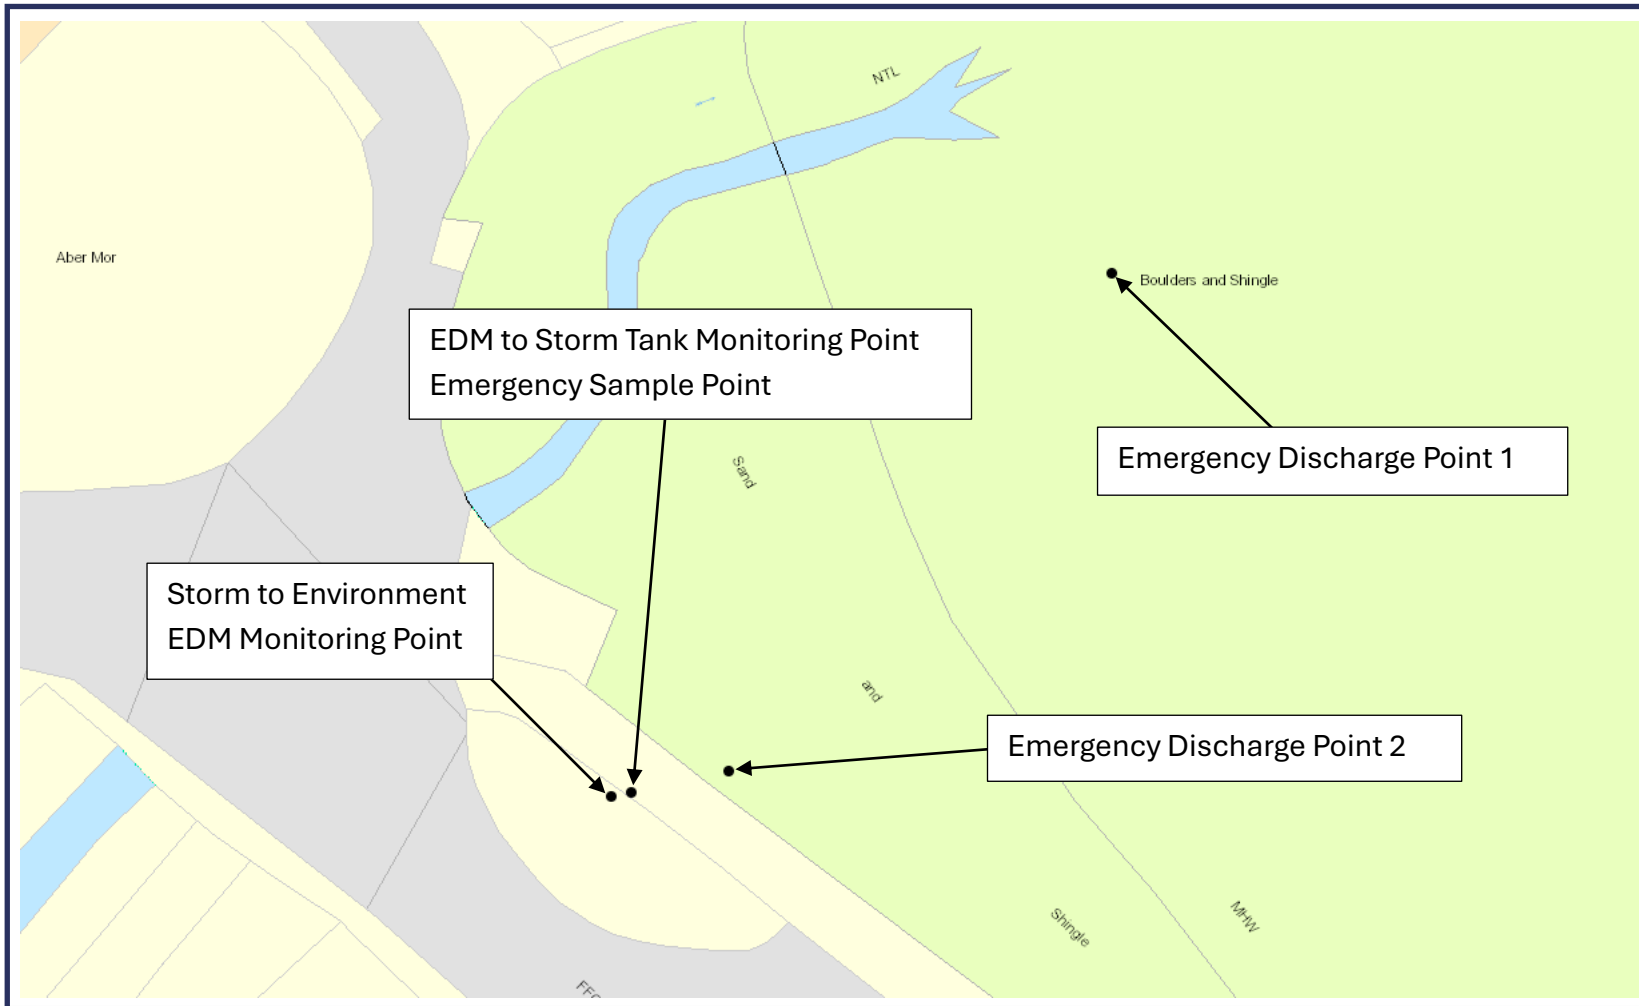 NTL
Aber Mor
Boulders and Shingle
EDM to Storm Tank Monitoring Point
Emergency Sample Point
Emergency Discharge Point 1
Sand
Storm to Environment
EDM Monitoring Point
and
Emergency Discharge Point 2
Shingle
MHW